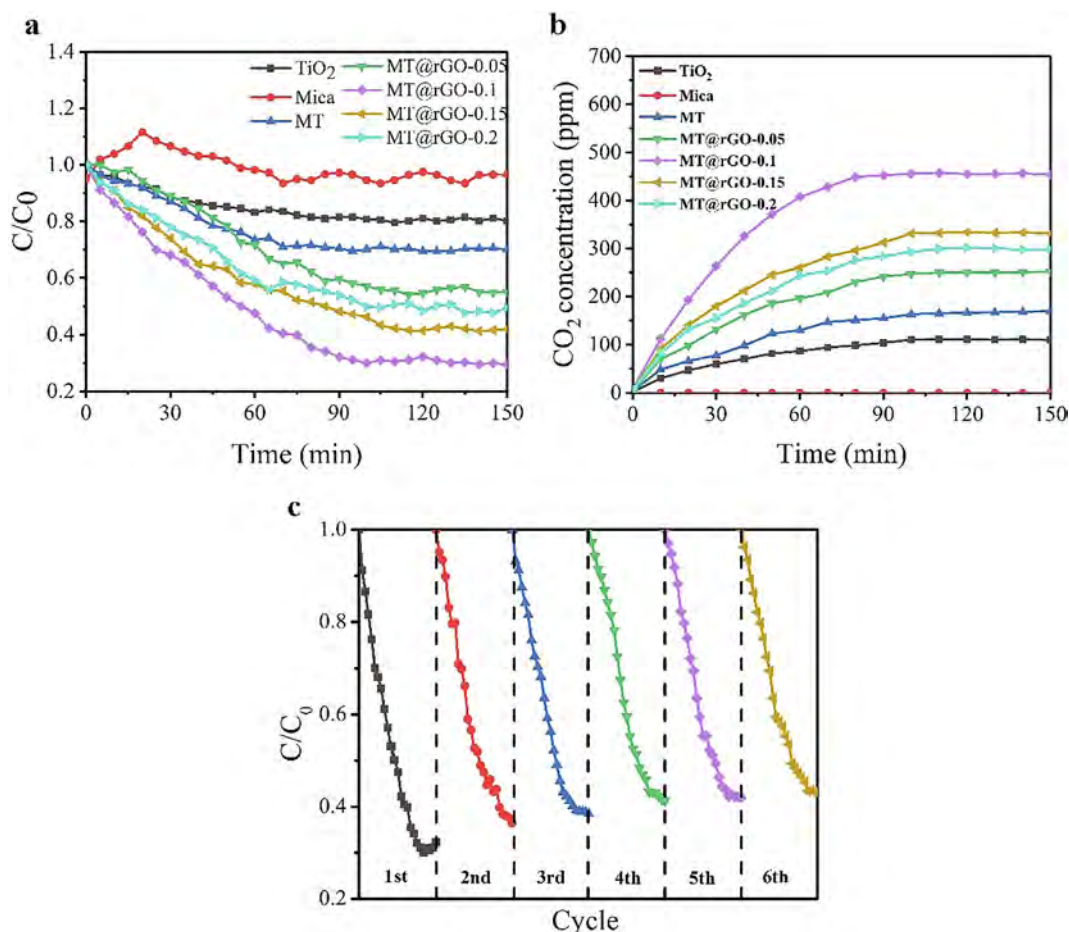 a
1.4
1.2
1.0
0.8
0.6
0.4
0.2
C/C0
TiO2
Mica
MT
MT@rGO-0.05
MT@rGO-0.1
MT@rGO-0.15
MT@rGO-0.2
0 30 60 90 120 150
Time (min)
b
700
600
500
400
300
200
100
0
CO2 concentration (ppm)
TiO2
Mica
MT
MT@rGO-0.05
MT@rGO-0.1
MT@rGO-0.15
MT@rGO-0.2
0 30 60 90 120 150
Time (min)
c
1.0
0.8
0.6
0.4
0.2
C/C0
1st 2nd 3rd 4th 5th 6th
Cycle